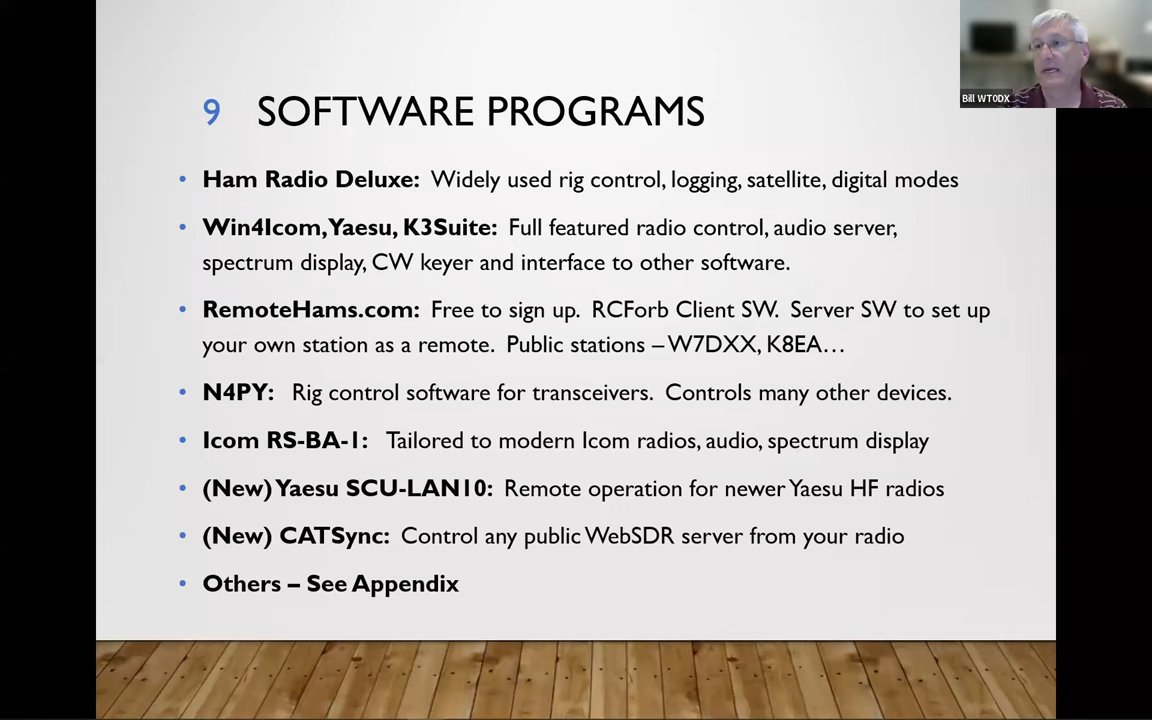 Bill WT0DX
9 SOFTWARE PROGRAMS
• Ham Radio Deluxe: Widely used rig control, logging, satellite, digital modes
• Win4Icom,Yaesu, K3Suite: Full featured radio control, audio server,
spectrum display, CW keyer and interface to other software.
• RemoteHams.com: Free to sign up. RCForb Client SW. Server SW to set up
your own station as a remote. Public stations – W7DXX, K8EA…
• N4PY: Rig control software for transceivers. Controls many other devices.
• Icom RS-BA-1: Tailored to modern Icom radios, audio, spectrum display
• (New) Yaesu SCU-LAN10: Remote operation for newer Yaesu HF radios
• (New) CATSync: Control any public WebSDR server from your radio
• Others – See Appendix